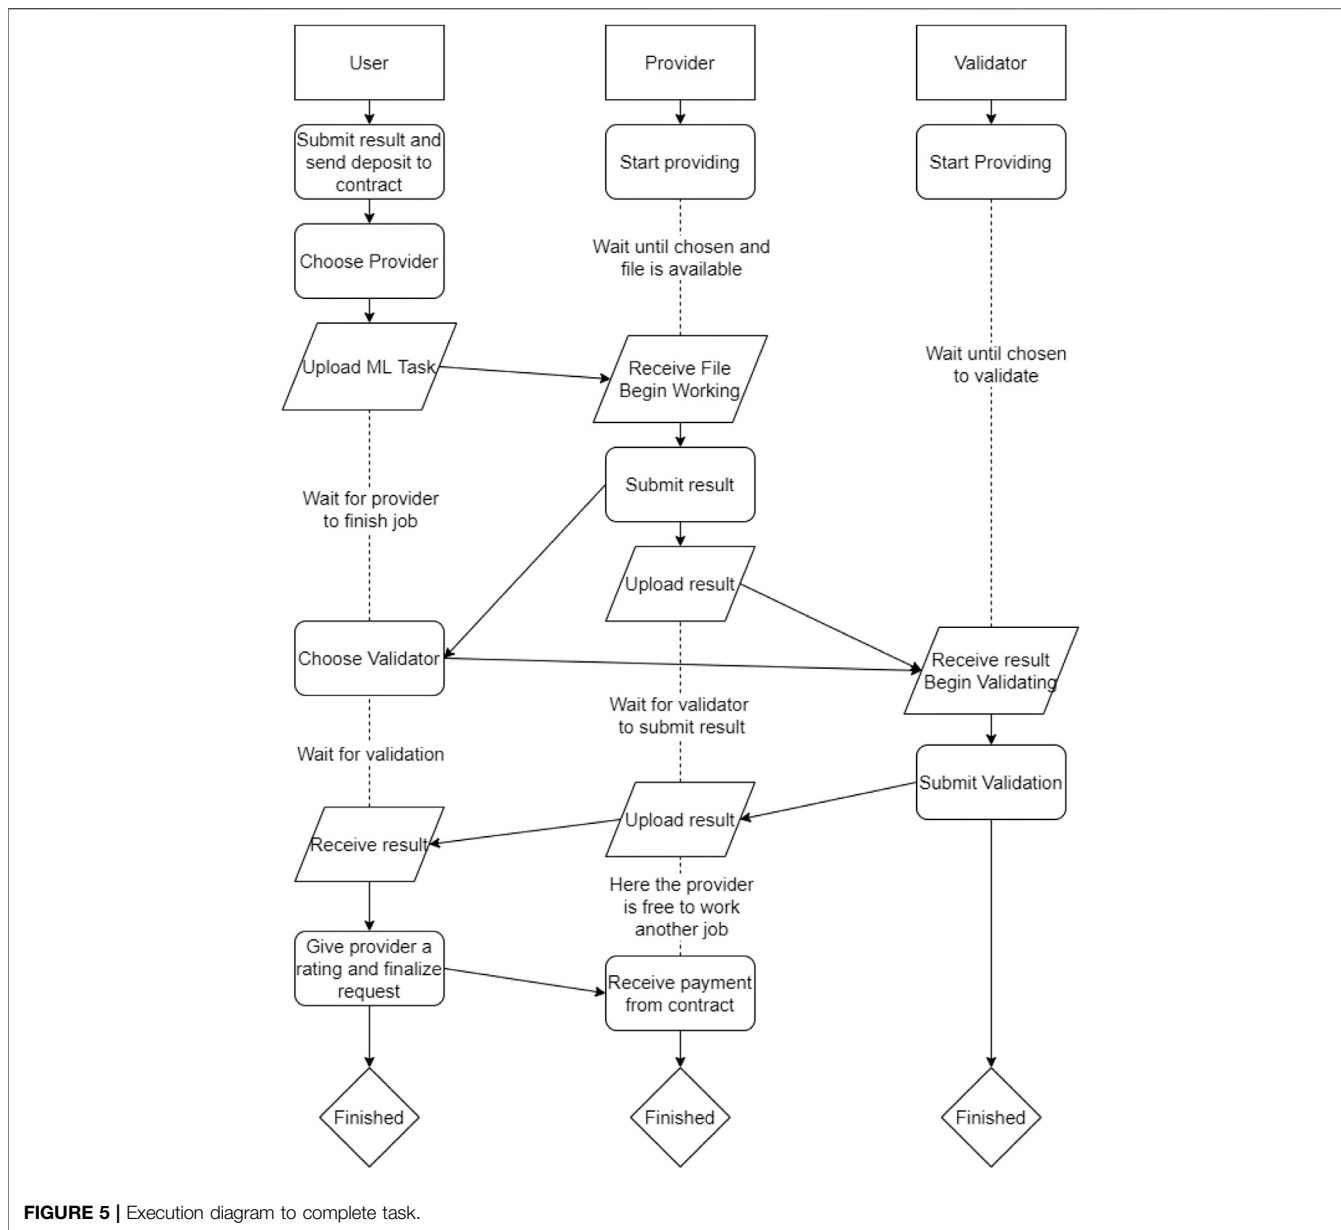 User
Provider
Validator
Submit result and
send deposit to
contract
Start providing
Start Providing
Choose Provider
Wait until chosen and
file is available
Upload ML Task
Receive File
Begin Working
Wait until chosen
to validate
Wait for provider
to finish job
Submit result
Upload result
Choose Validator
Receive result
Begin Validating
Wait for validator
to submit result
Wait for validation
Submit Validation
Upload result
Receive result
Here the provider
is free to work
another job
Give provider a
rating and finalize
request
Receive payment
from contract
Finished
Finished
Finished
FIGURE 5 | Execution diagram to complete task.